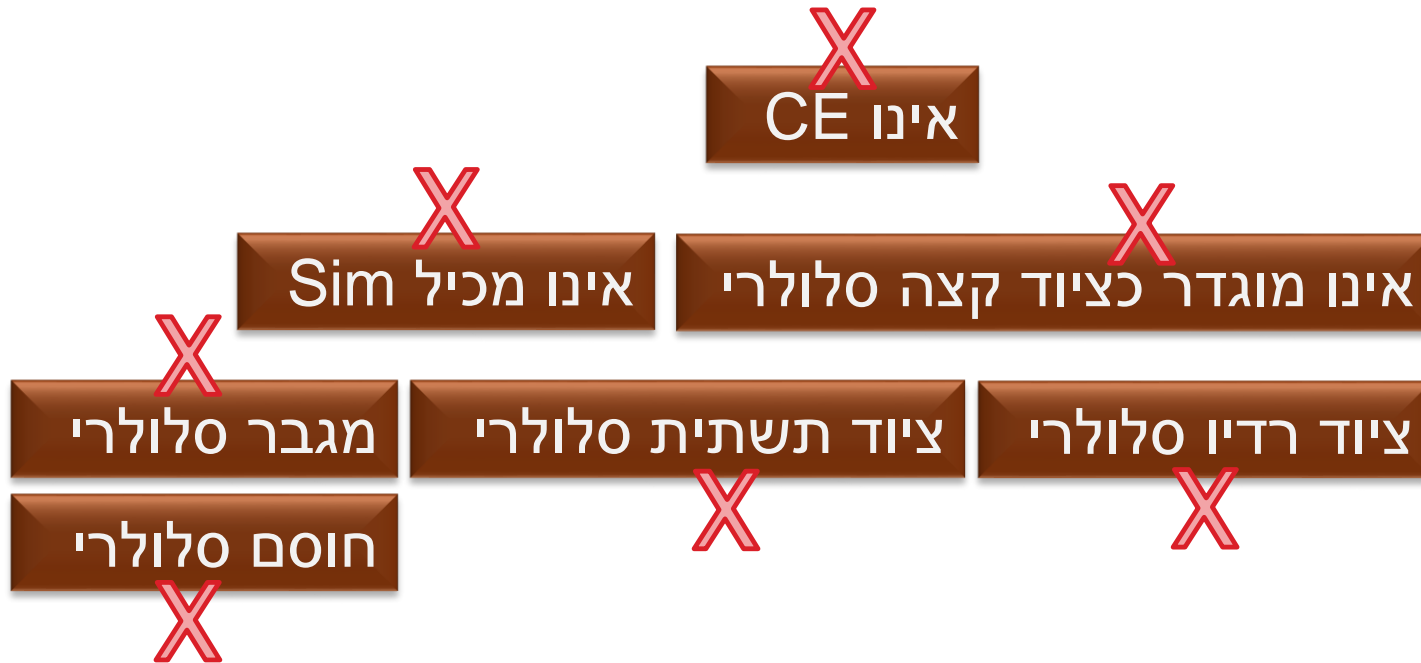 אינו CE
אינו מוגדר כציוד קצה סלולרי
אינו מכיל Sim
ציוד רדיו סלולרי
ציוד תשתית סלולרי
מגבר סלולרי
חוסם סלולרי